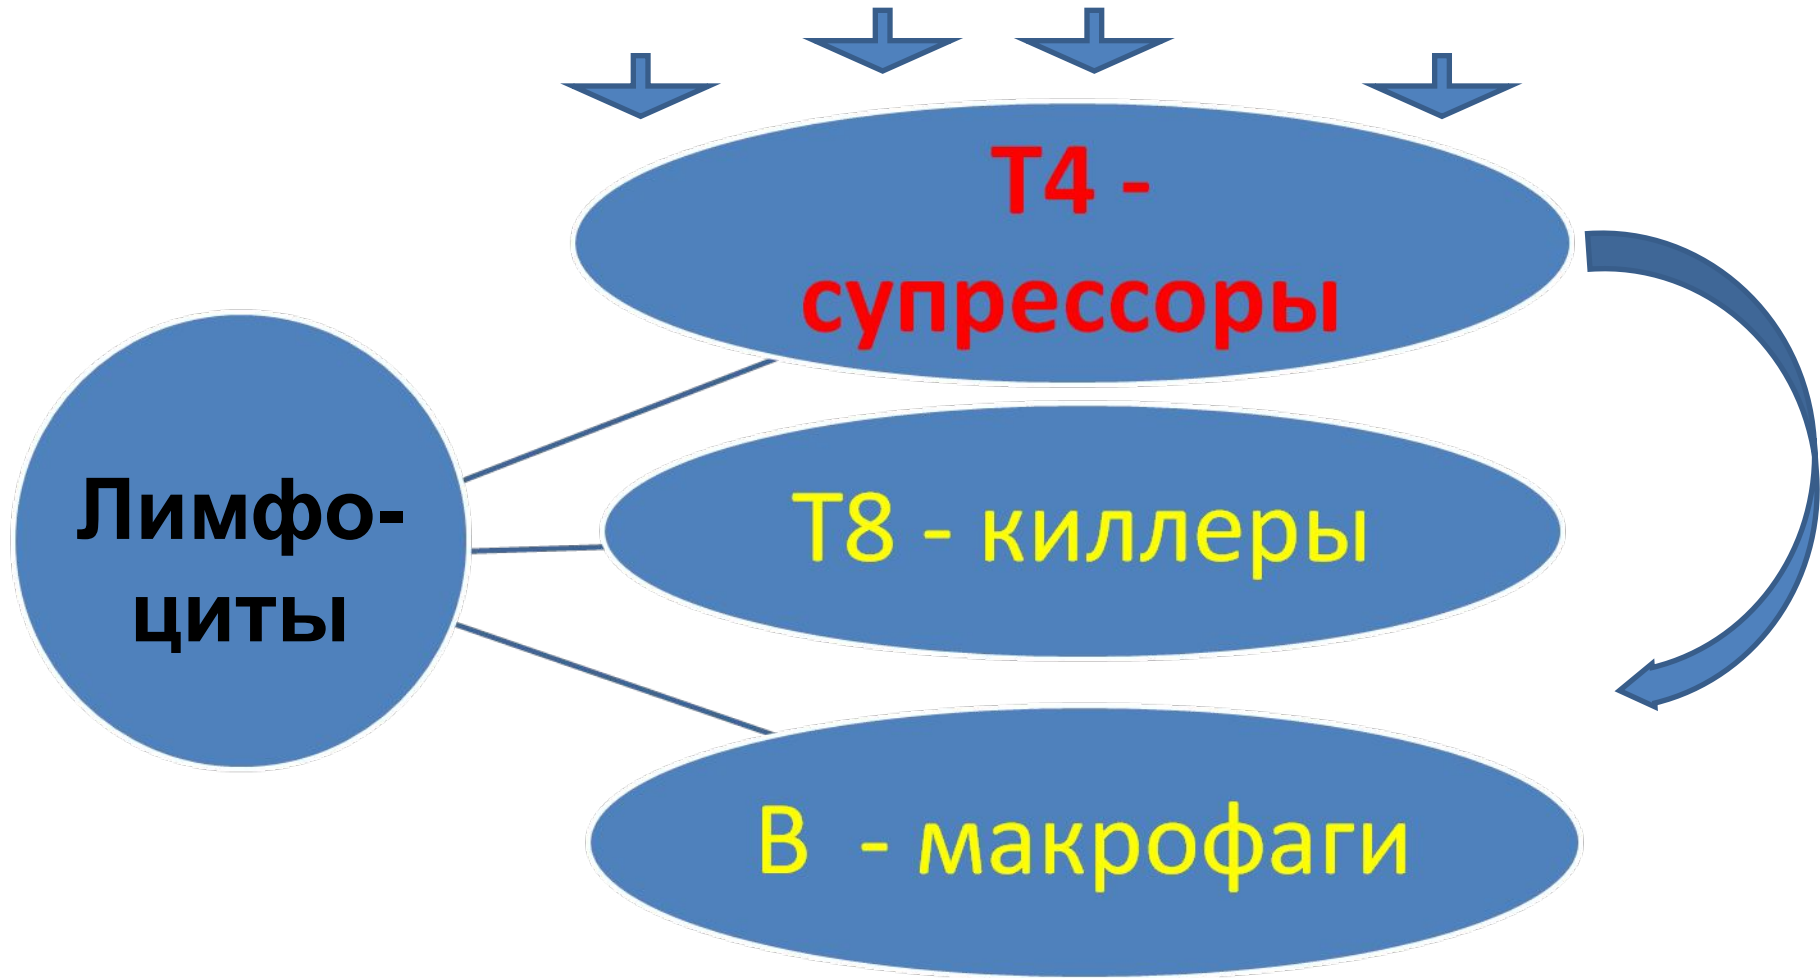 Т4 -
супрессоры
Лимфо-
циты
Т8 - киллеры
В  - макрофаги